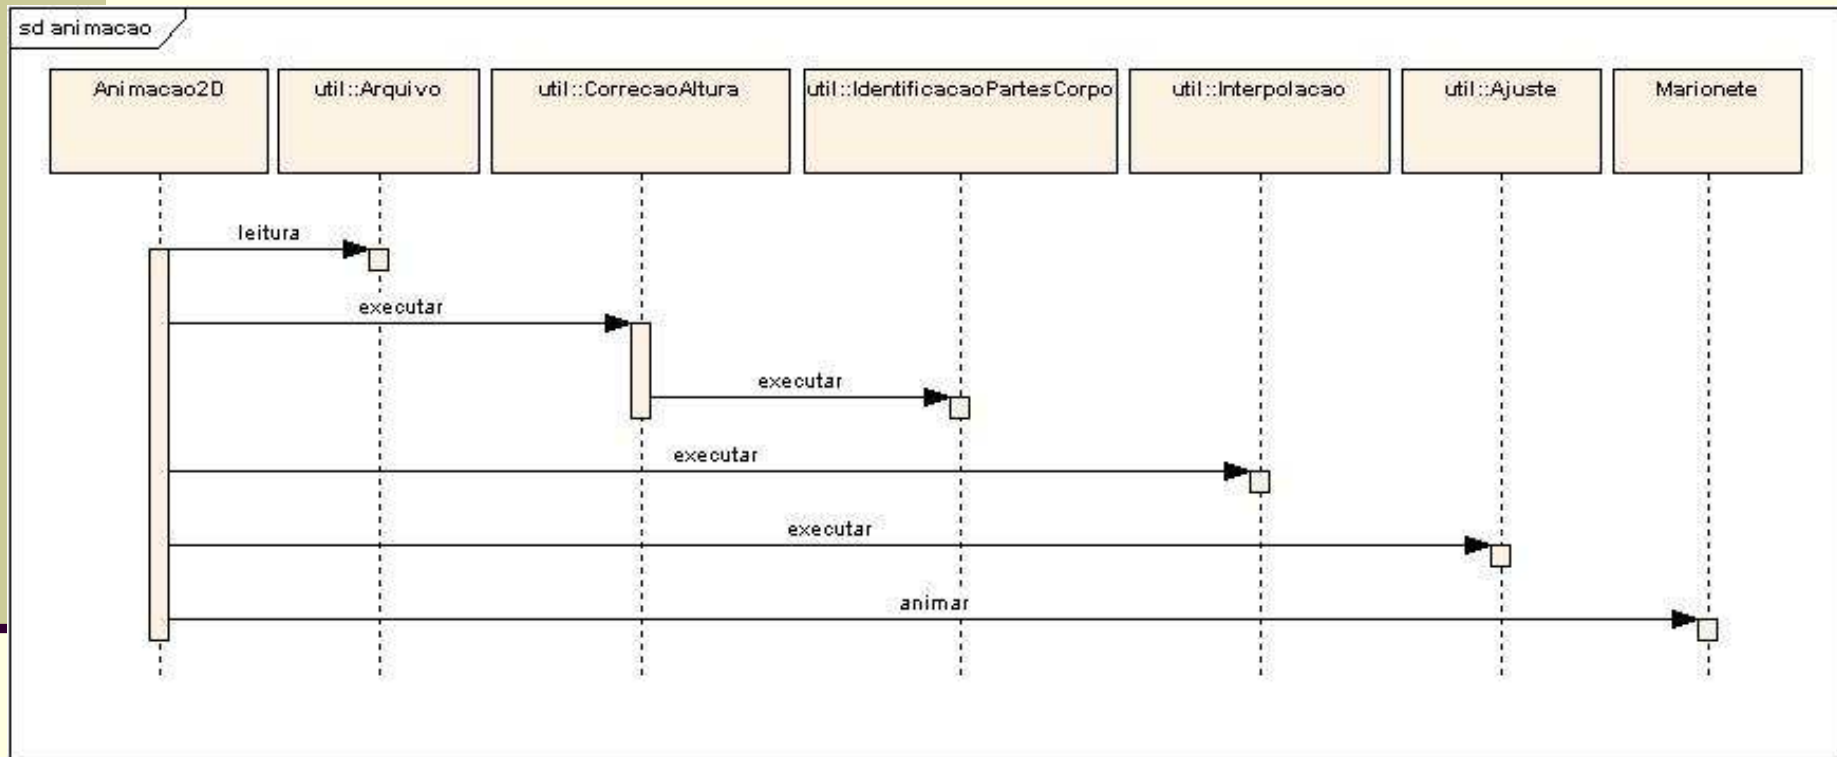 sd animacao
Animacao2D
util::Arquivo
util::CorrecaoAltura
util::IdentificacaoPartesCorpo
util::Interpolacao
util::Ajuste
Marionete
leitura
executar
executar
executar
executar
animar